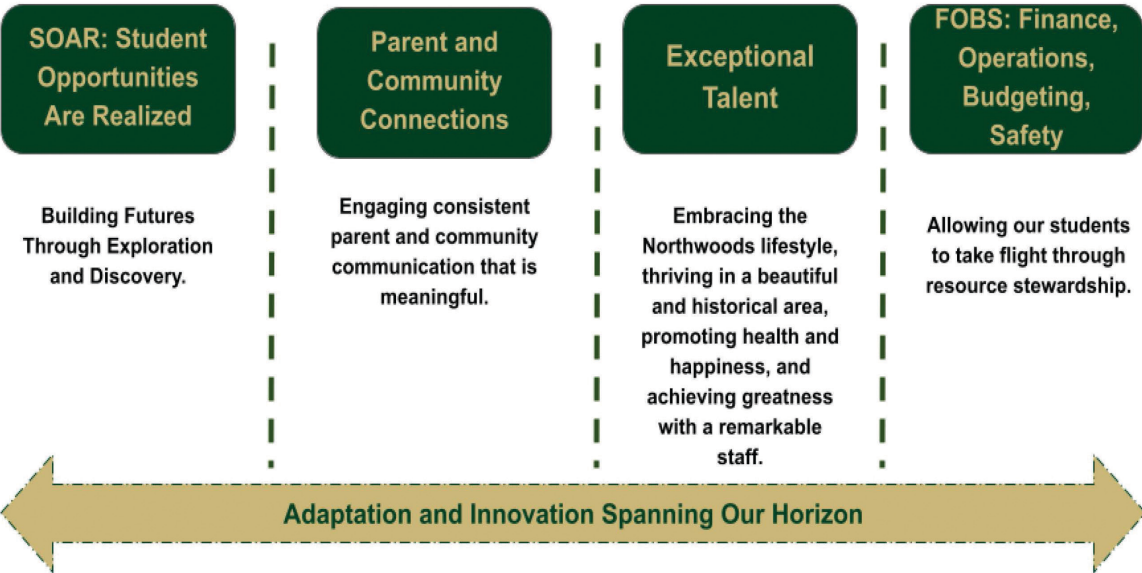 SOAR: Student
Opportunities
Are Realized
Building Futures
Through Exploration
and Discovery.
Parent and
Community
Connections
Engaging consistent
parent and community
communication that is
meaningful.
Exceptional
Talent
Embracing the
Northwoods lifestyle,
thriving in a beautiful
and historical area,
promoting health and
happiness, and
achieving greatness
with a remarkable
staff.
FOBS: Finance,
Operations,
Budgeting,
Safety
Allowing our students
to take flight through
resource stewardship.
Adaptation and Innovation Spanning Our Horizon